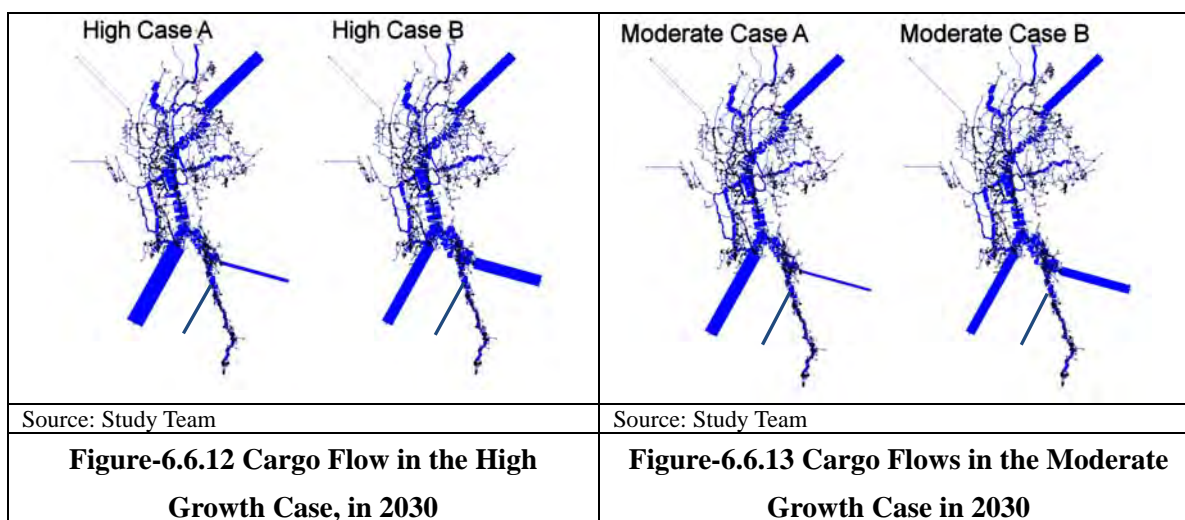 High Case A
High Case B
Moderate Case A
Moderate Case B
Source: Study Team
Source: Study Team
Figure-6.6.12 Cargo Flow in the High
Growth Case, in 2030
Figure-6.6.13 Cargo Flows in the Moderate
Growth Case in 2030